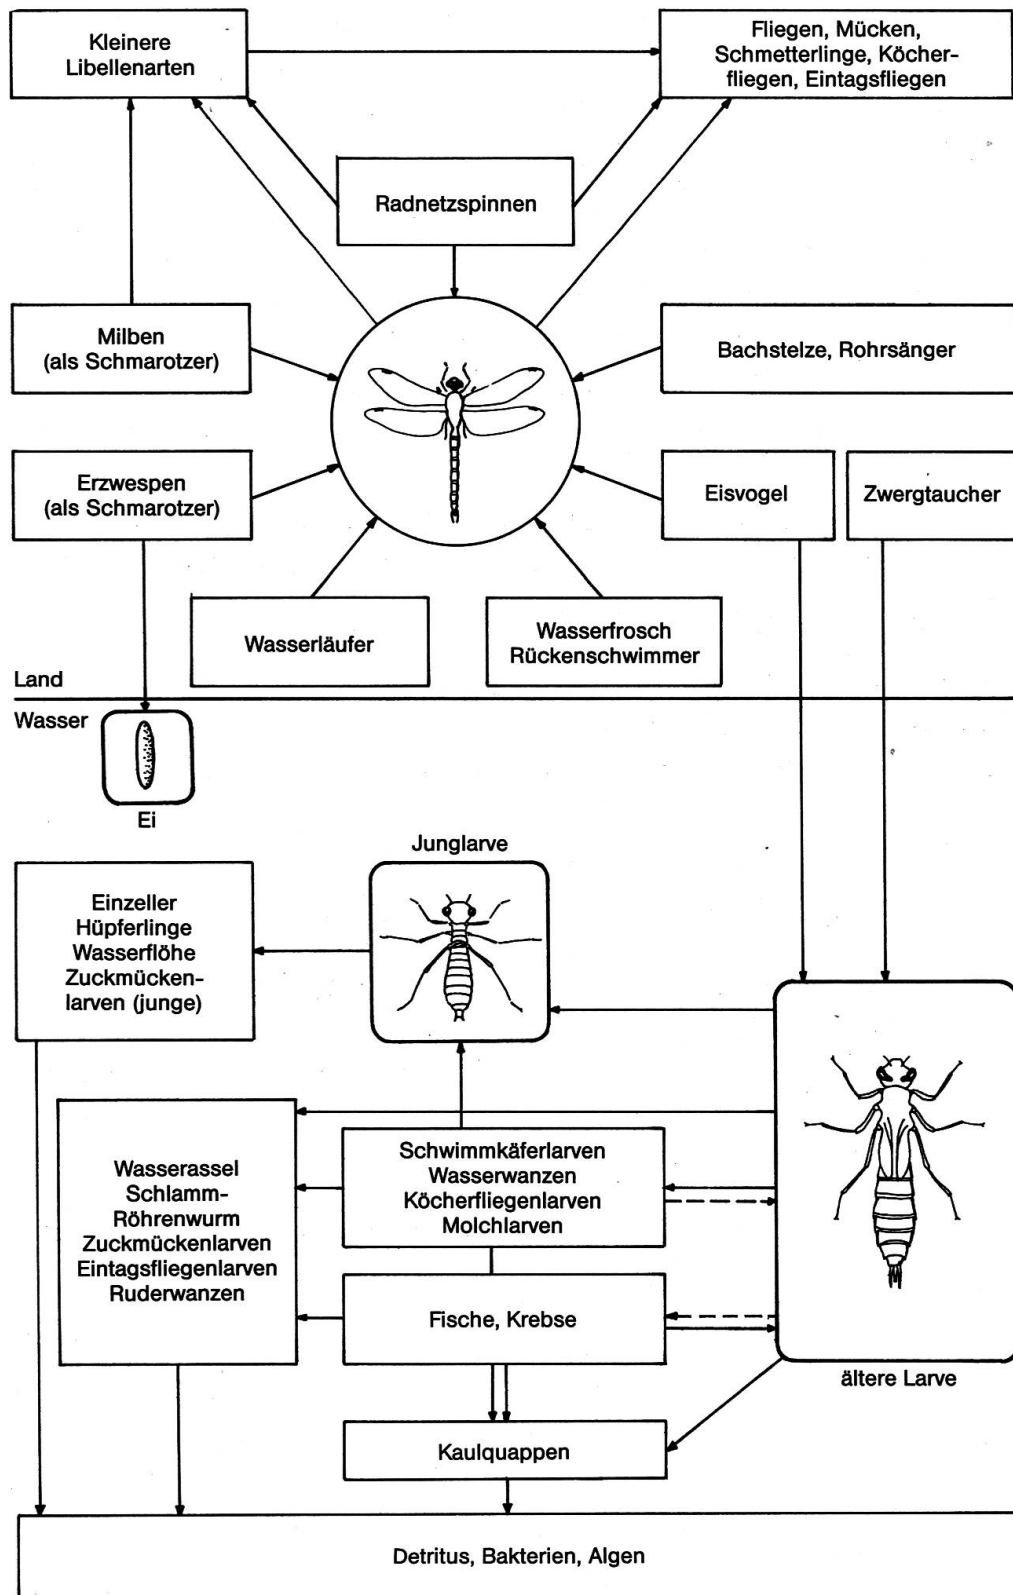 Kleinere
Libellenarten
Fliegen, Mücken,
Schmetterlinge, Köcher-
fliegen, Eintagsfliegen
Radnetzspinnen
Milben
(als Schmarotzer)
Bachstelze, Rohrsänger
Erzwespen
(als Schmarotzer)
Eisvogel
Zwergtaucher
Wasserläufer
Wasserfrosch
Rückenschwimmer
Land
Wasser
Ei
Junglarve
Einzeller
Hüpferlinge
Wasserflöhe
Zuckmücken-
larven (junge)
Wasserassel
Schlamm-
Röhrenwurm
Zuckmückenlarven
Eintagsfliegenlarven
Ruderwanzen
Schwimmkäferlarven
Wasserwanzen
Köcherfliegenlarven
Molchlarven
Fische, Krebse
ältere Larve
Kaulquappen
Detritus, Bakterien, Algen